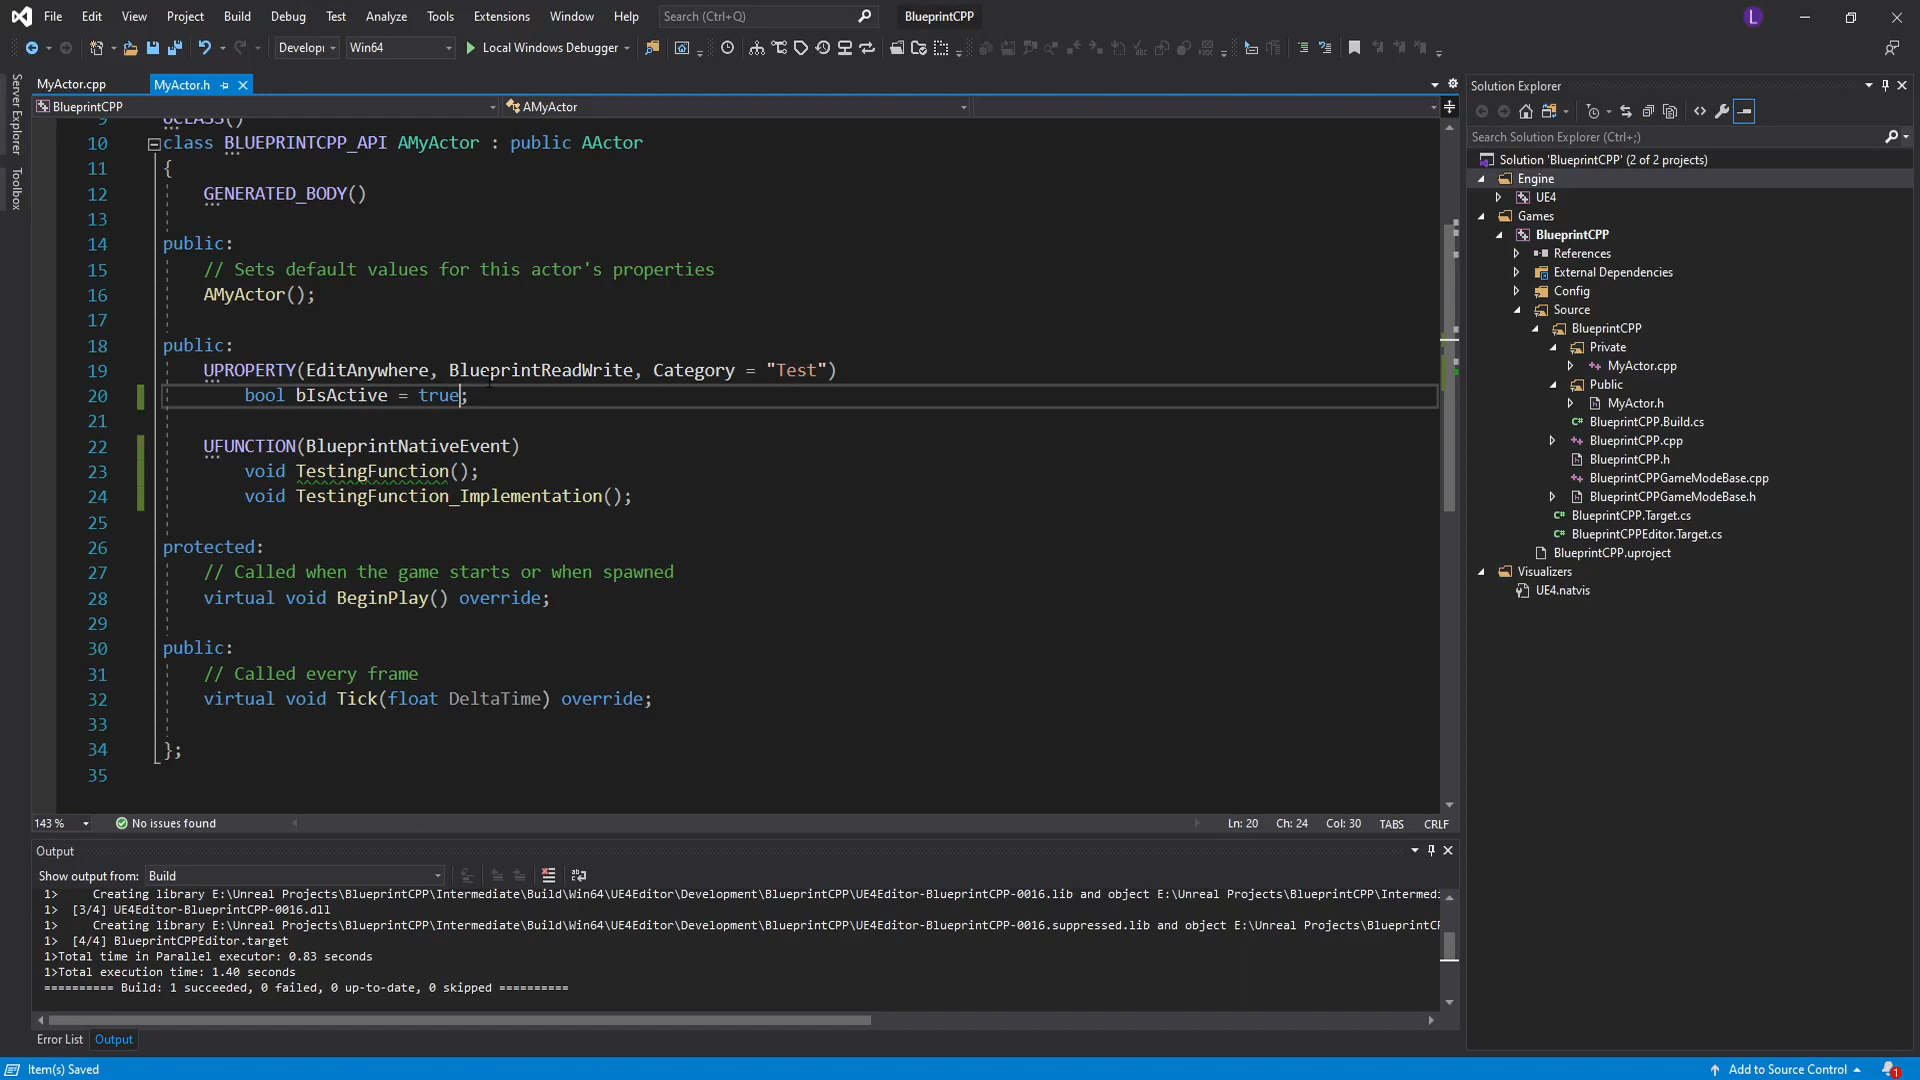 File Edit View Project Build Debug Test Analyze Tools Extensions Window Help Search (Ctrl+Q) BlueprintCPP L
Develop Win64 Local Windows Debugger
Server Explorer
Toolbox
MyActor.cpp MyActor.h
BlueprintCPP AMyActor
9 UCLASS()
10 class BLUEPRINTCPP_API AMyActor : public AActor
11 {
12 GENERATED_BODY()
13
14 public:
15 // Sets default values for this actor's properties
16 AMyActor();
17
18 public:
19 UPROPERTY(EditAnywhere, BlueprintReadWrite, Category = "Test")
20 bool bIsActive = true;
21
22 UFUNCTION(BlueprintNativeEvent)
23 void TestingFunction();
24 void TestingFunction_Implementation();
25
26 protected:
27 // Called when the game starts or when spawned
28 virtual void BeginPlay() override;
29
30 public:
31 // Called every frame
32 virtual void Tick(float DeltaTime) override;
33
34 };
35
143 % No issues found Ln: 20 Ch: 24 Col: 30 TABS CRLF
Output
Show output from: Build
1> Creating library E:\Unreal Projects\BlueprintCPP\Intermediate\Build\Win64\UE4Editor\Development\BlueprintCPP\UE4Editor-BlueprintCPP-0016.lib and object E:\Unreal Projects\BlueprintCPP\Intermedi
1> [3/4] UE4Editor-BlueprintCPP-0016.dll
1> Creating library E:\Unreal Projects\BlueprintCPP\Intermediate\Build\Win64\UE4Editor\Development\BlueprintCPP\UE4Editor-BlueprintCPP-0016.suppressed.lib and object E:\Unreal Projects\BlueprintCP
1> [4/4] BlueprintCPPEditor.target
1>Total time in Parallel executor: 0.83 seconds
1>Total execution time: 1.40 seconds
========== Build: 1 succeeded, 0 failed, 0 up-to-date, 0 skipped ==========
Error List Output
Item(s) Saved Add to Source Control 1
Solution Explorer
Search Solution Explorer (Ctrl+;)
Solution 'BlueprintCPP' (2 of 2 projects)
Engine
UE4
Games
BlueprintCPP
References
External Dependencies
Config
Source
BlueprintCPP
Private
MyActor.cpp
Public
MyActor.h
BlueprintCPP.Build.cs
BlueprintCPP.cpp
BlueprintCPP.h
BlueprintCPPGameModeBase.cpp
BlueprintCPPGameModeBase.h
BlueprintCPP.Target.cs
BlueprintCPPEditor.Target.cs
BlueprintCPP.uproject
Visualizers
UE4.natvis